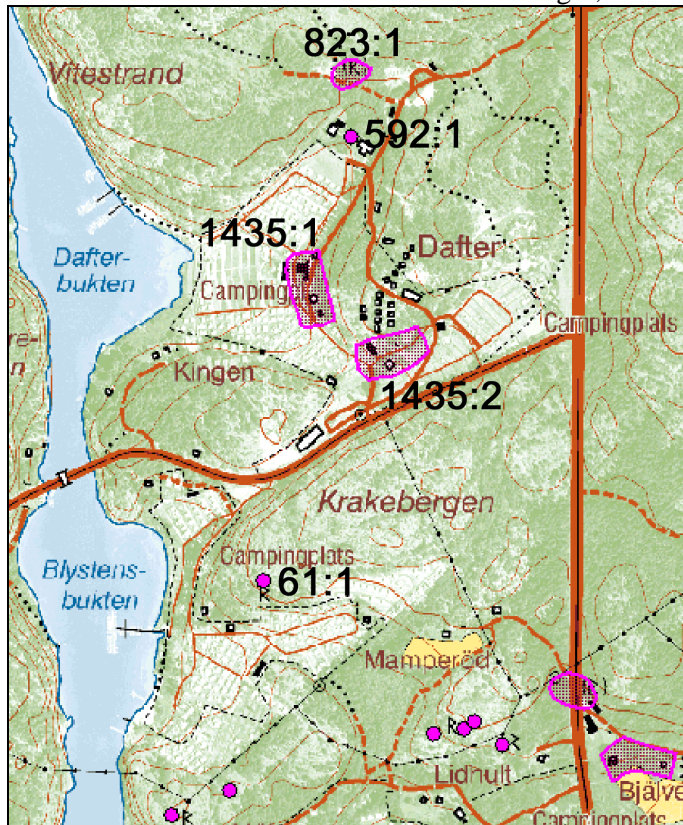 823:1
Vitestrand
592:1
1435:1
Dafter
Dafter-
bukten
Camping
Campingplats
Kingen
1435:2
Krakebergen
Campingplats
61:1
R
Blystens-
bukten
Mamperöd
R
R
Lidhult
Bjälve
R
Campingplats